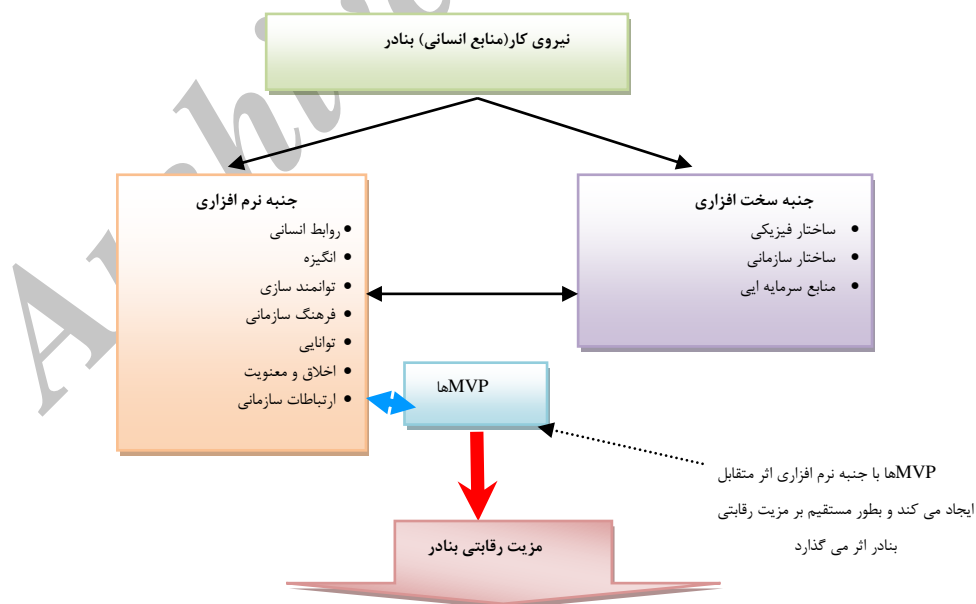 نیروی کار(منابع انسانی) بنادر
جنبه سخت افزاری
• ساختار فیزیکی
• ساختار سازمانی
• منابع سرمایه ایی
جنبه نرم افزاری
• روابط انسانی
• انگیزه
• توانمند سازی
• فرهنگ سازمانی
• توانایی
• اخلاق و معنویت
• ارتباطات سازمانی
MVPها
MVPها با جنبه نرم افزاری اثر متقابل
ایجاد می کند و بطور مستقیم بر مزیت رقابتی
بنادر اثر می گذارد
مزیت رقابتی بنادر